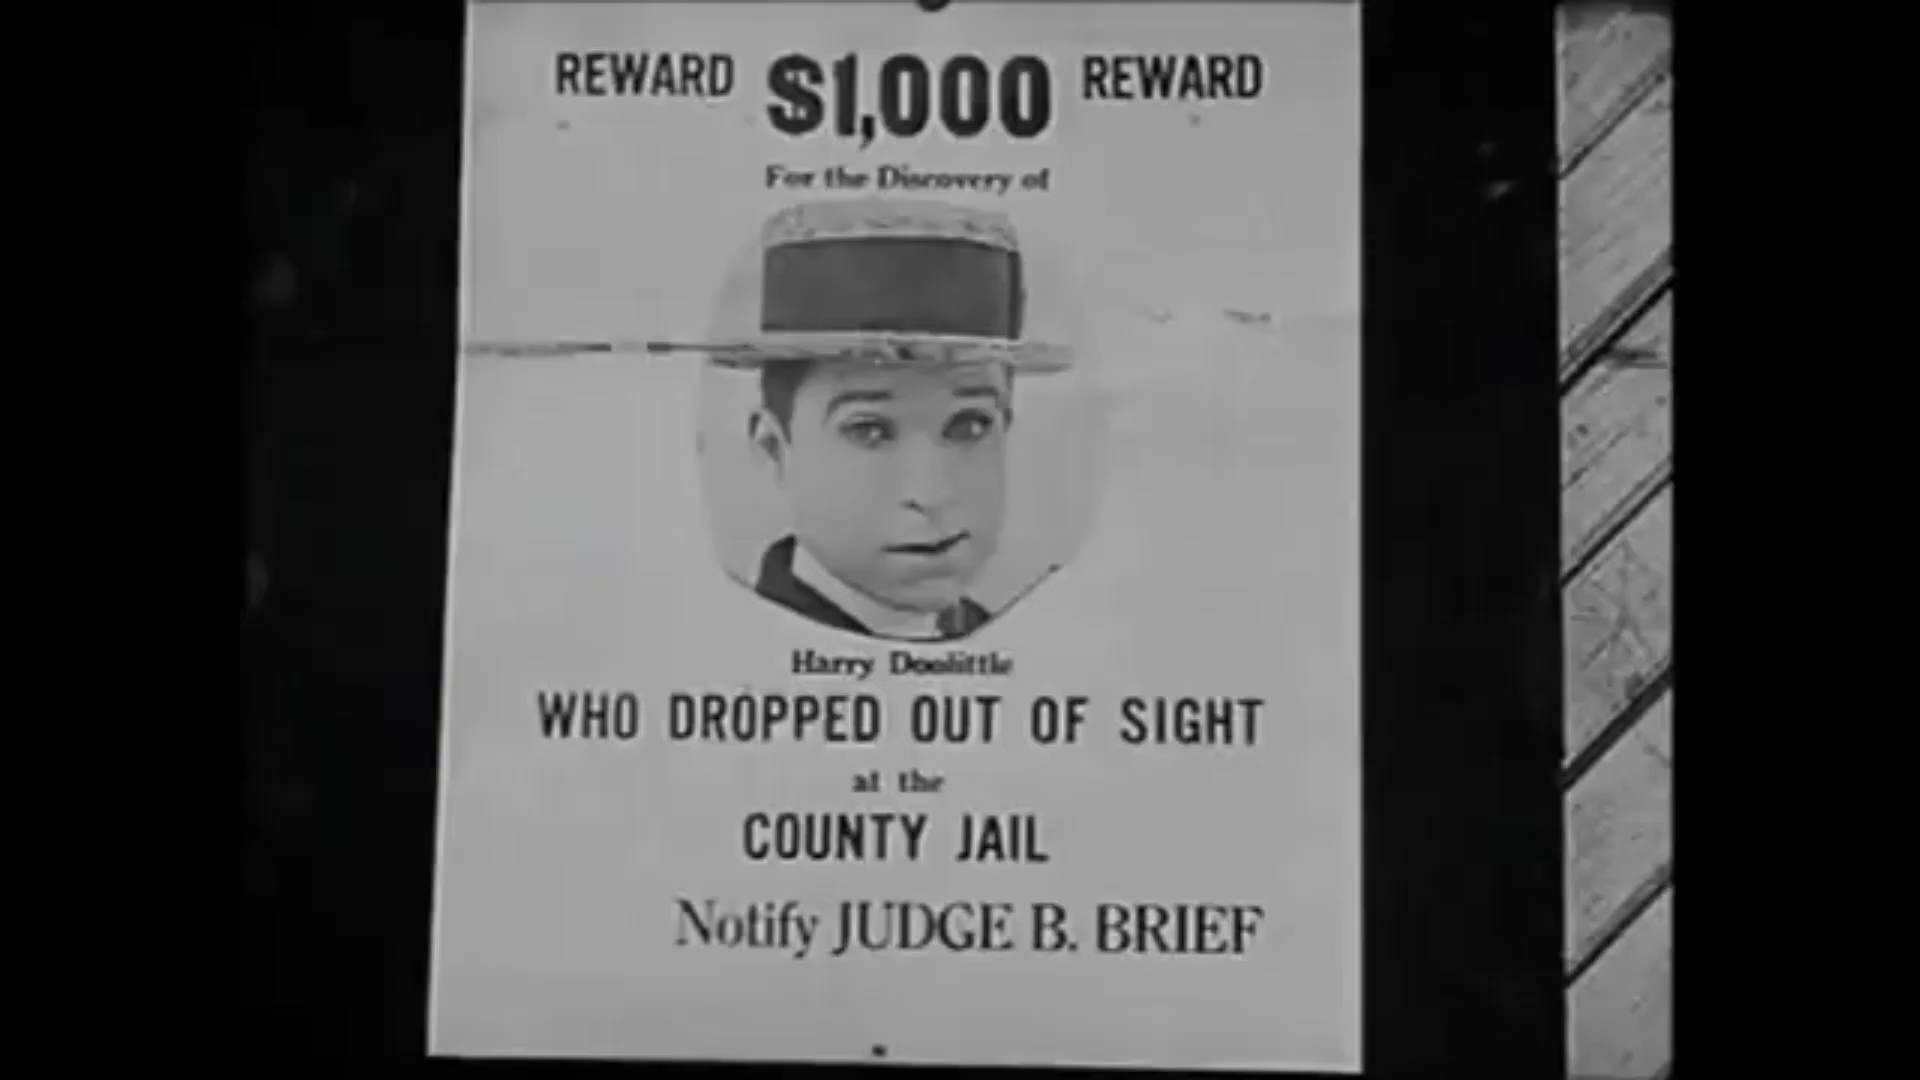 REWARD $1,000 REWARD
For the Discovery of
Harry Doolittle
WHO DROPPED OUT OF SIGHT
at the
COUNTY JAIL
Notify JUDGE B. BRIEF